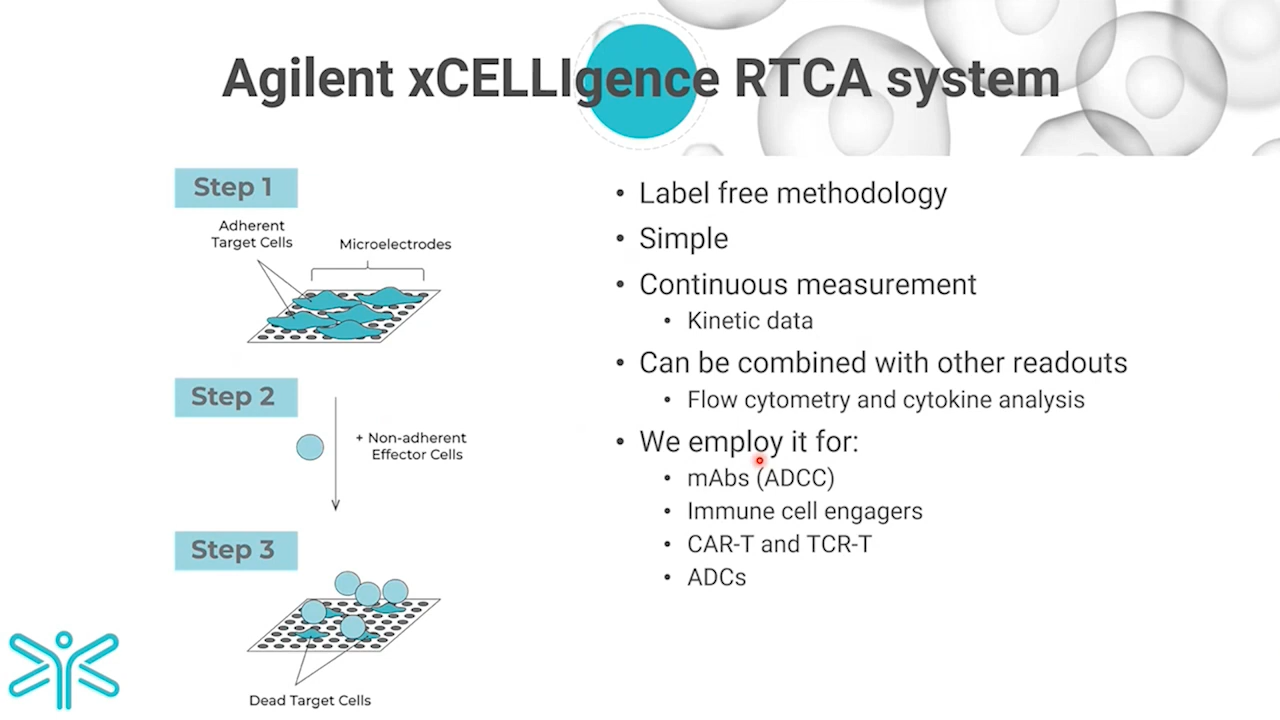 Agilent xCELLIgence RTCA system
Step 1
Adherent
Target Cells
Microelectrodes
Step 2
+ Non-adherent
Effector Cells
Step 3
Dead Target Cells
• Label free methodology
• Simple
• Continuous measurement
• Kinetic data
• Can be combined with other readouts
• Flow cytometry and cytokine analysis
• We employ it for:
• mAbs (ADCC)
• Immune cell engagers
• CAR-T and TCR-T
• ADCs